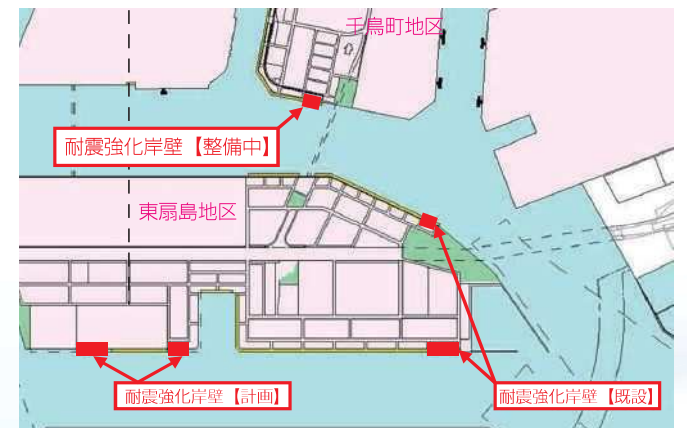 千鳥町地区
耐震強化岸壁【整備中】
東扇島地区
耐震強化岸壁【計画】
耐震強化岸壁【既設】